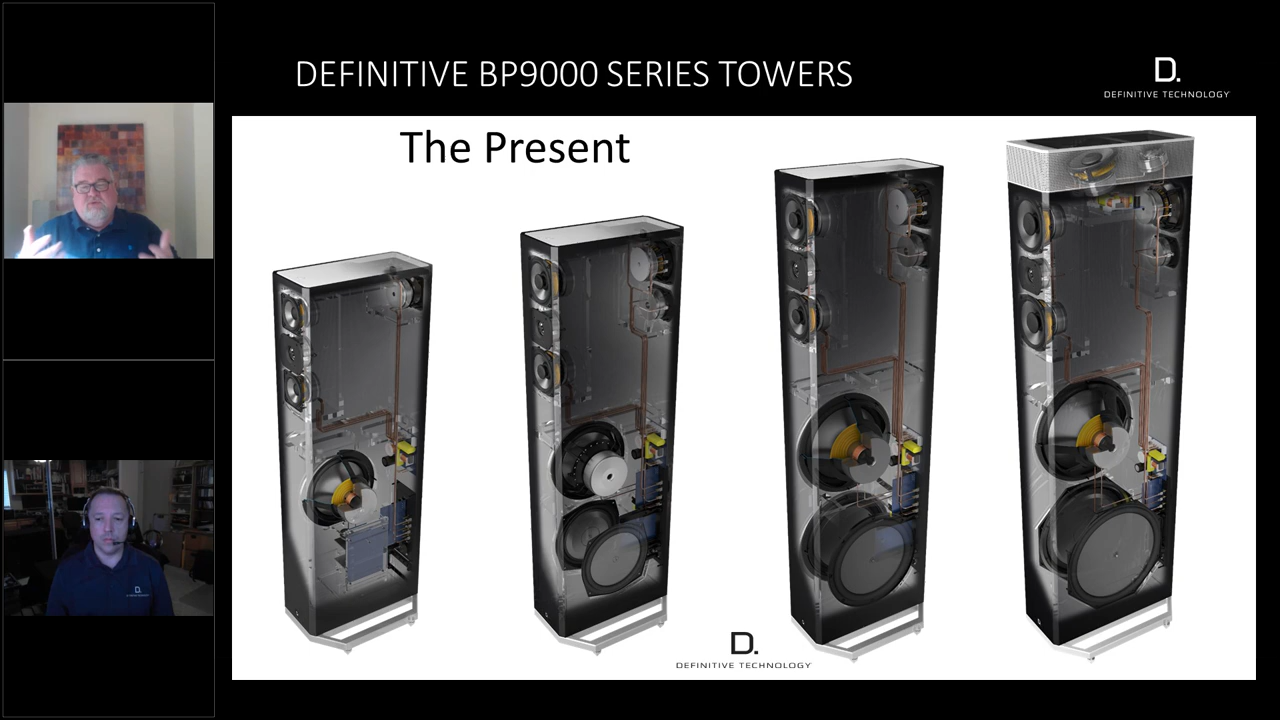 DEFINITIVE BP9000 SERIES TOWERS
D.
DEFINITIVE TECHNOLOGY
The Present
D.
DEFINITIVE TECHNOLOGY
D.